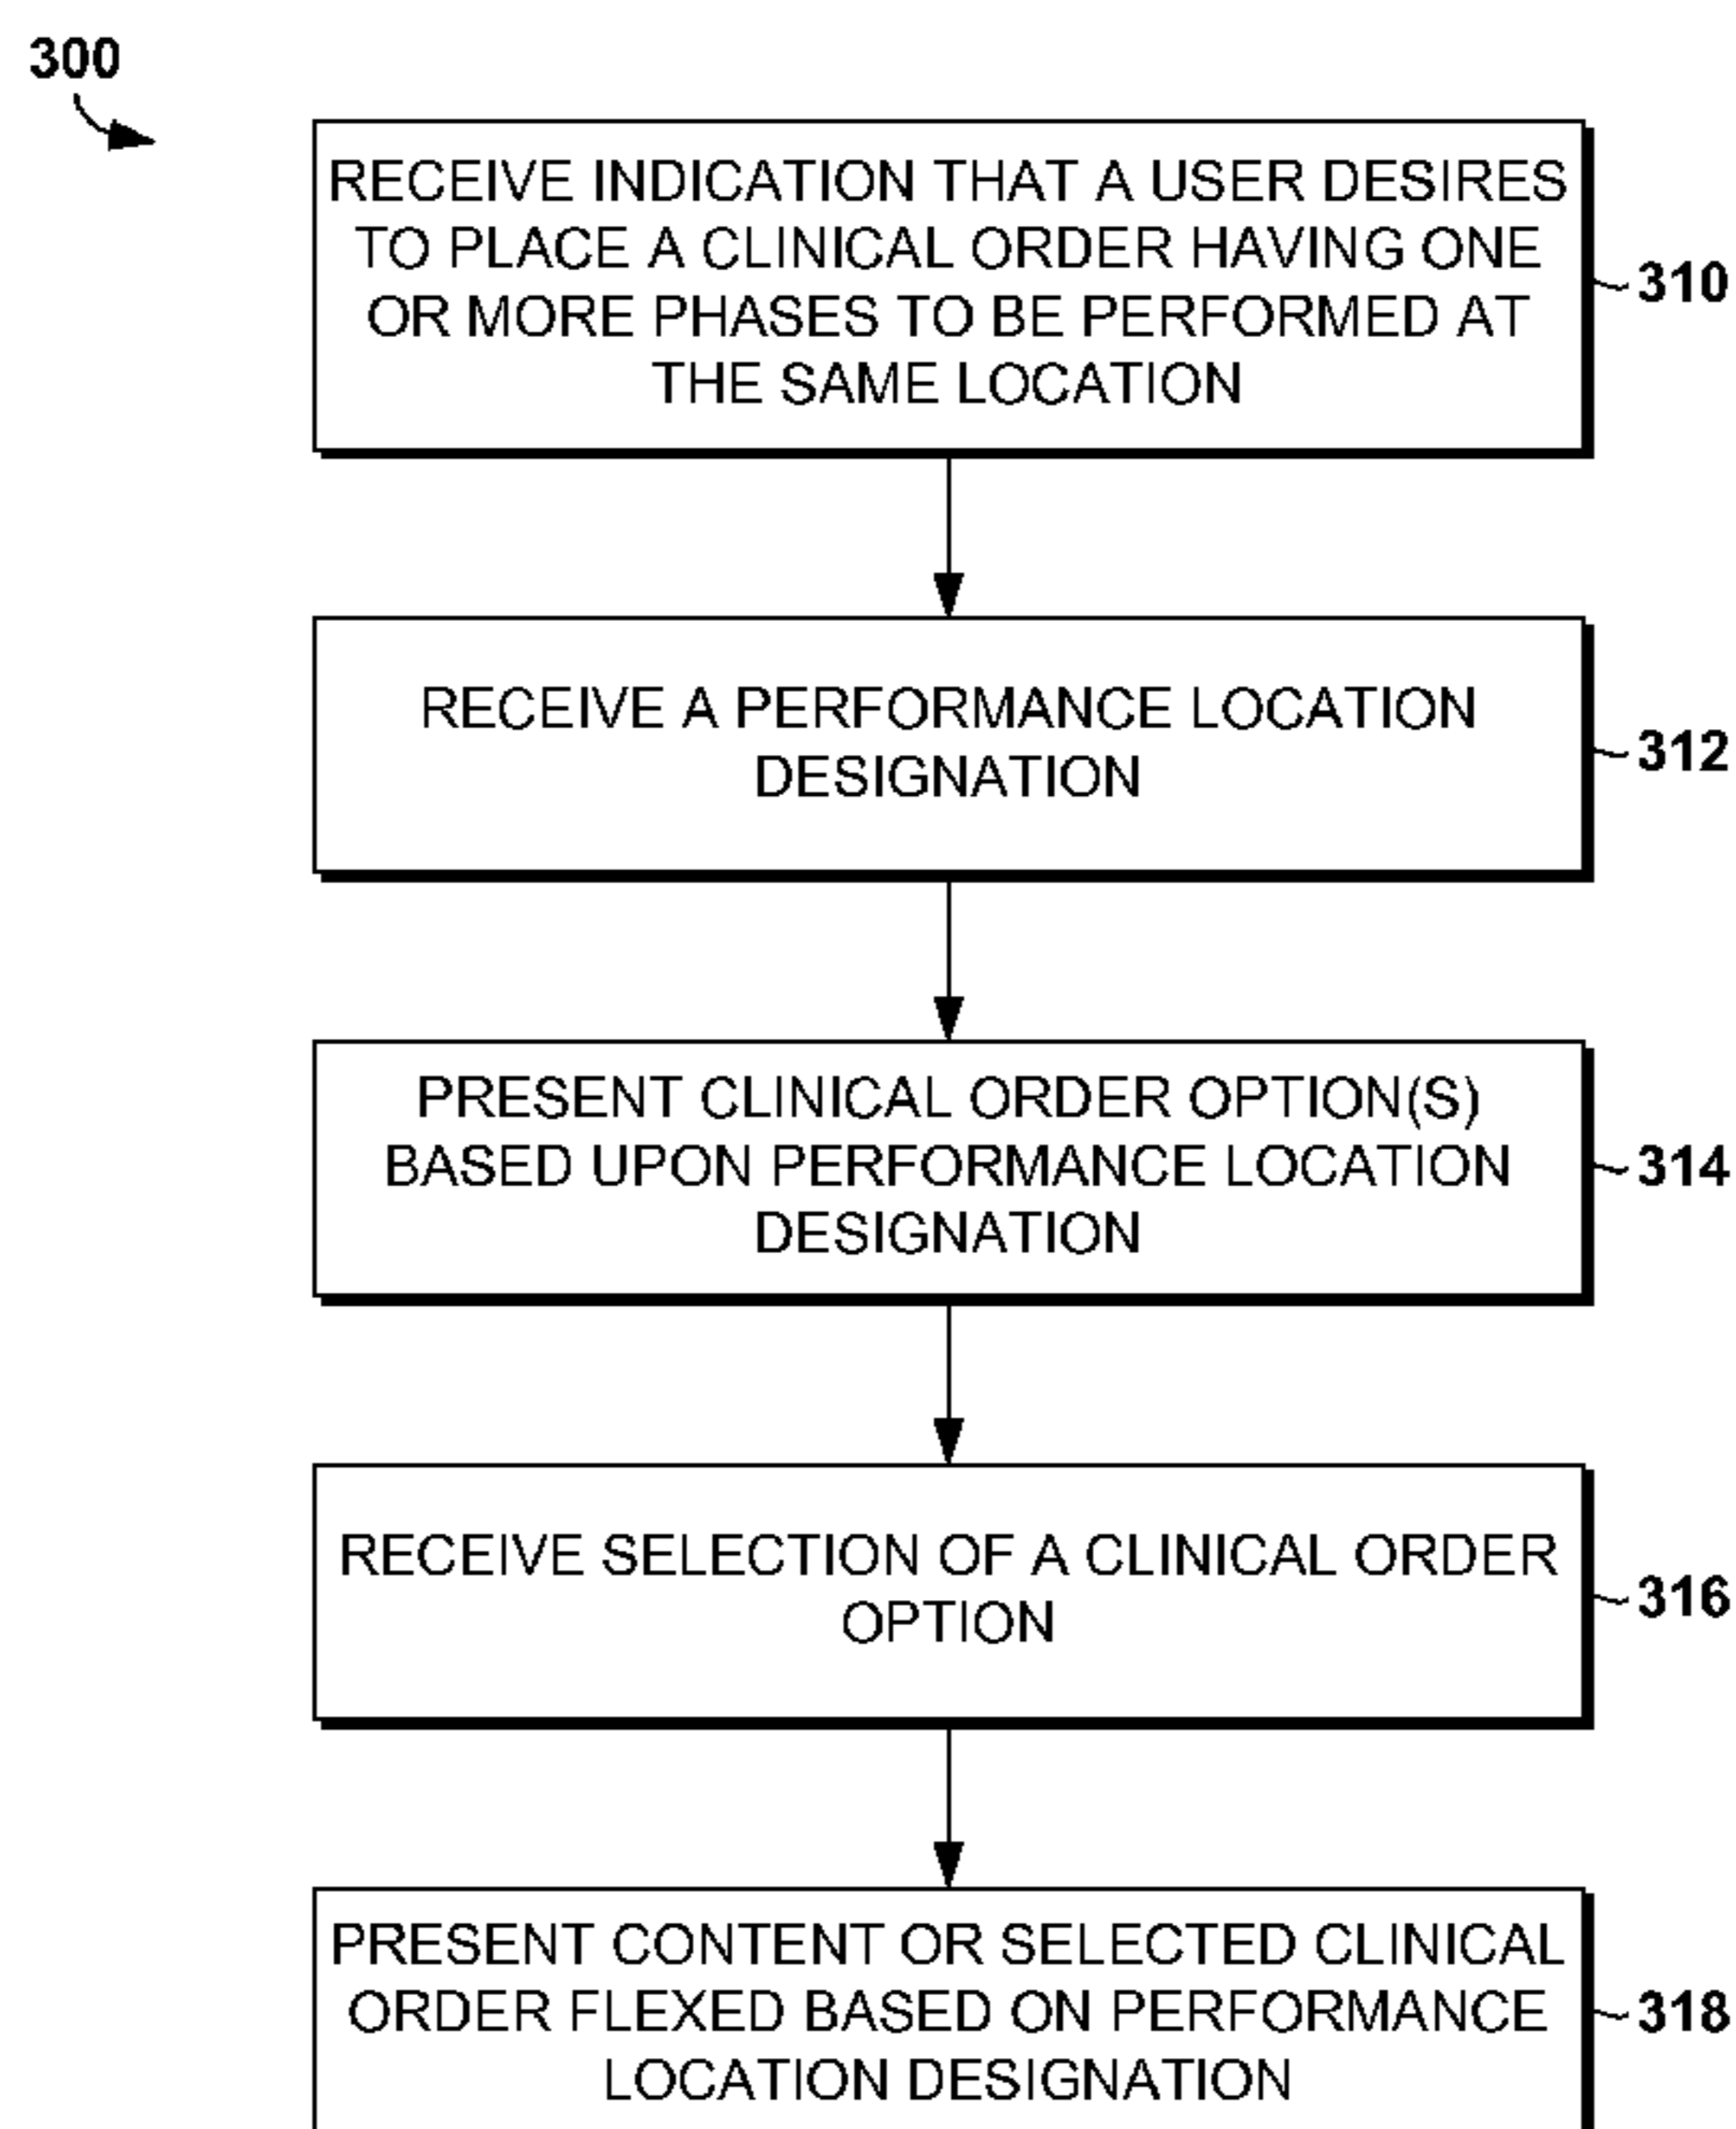 300
RECEIVE INDICATION THAT A USER DESIRES
TO PLACE A CLINICAL ORDER HAVING ONE
OR MORE PHASES TO BE PERFORMED AT
THE SAME LOCATION
310
RECEIVE A PERFORMANCE LOCATION
DESIGNATION
312
PRESENT CLINICAL ORDER OPTION(S)
BASED UPON PERFORMANCE LOCATION
DESIGNATION
314
RECEIVE SELECTION OF A CLINICAL ORDER
OPTION
316
PRESENT CONTENT OR SELECTED CLINICAL
ORDER FLEXED BASED ON PERFORMANCE
LOCATION DESIGNATION
318